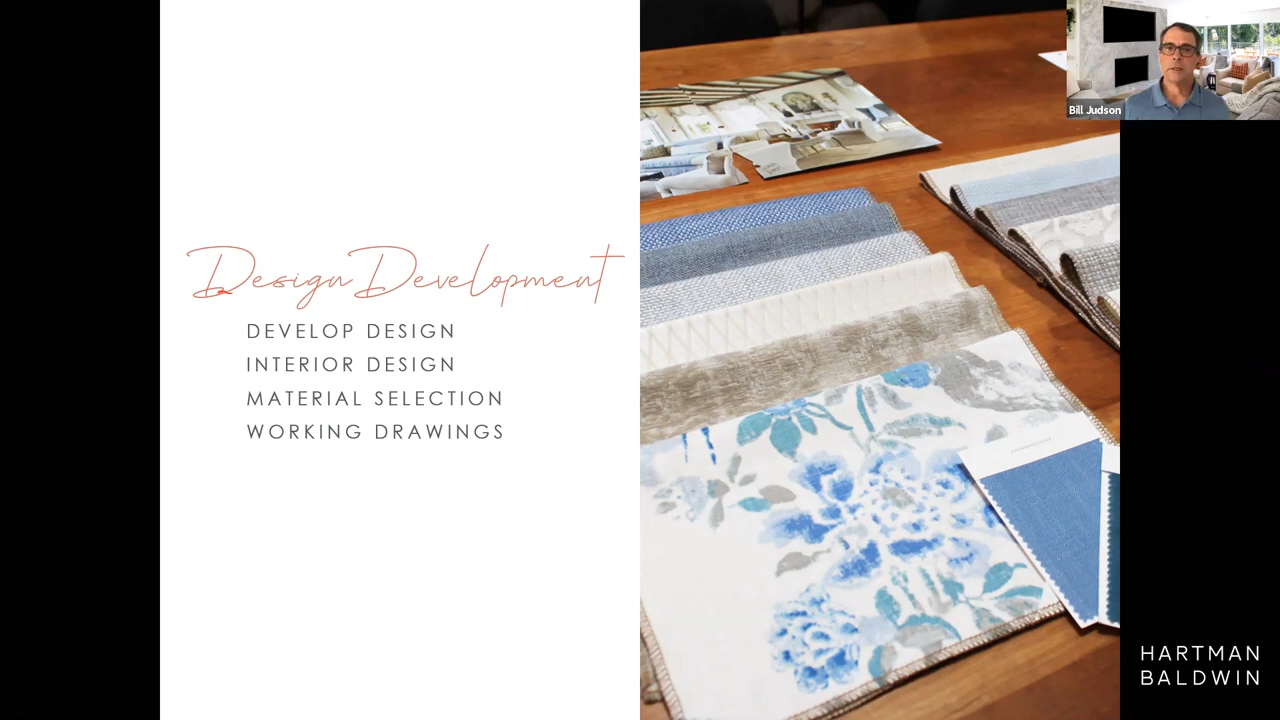 Design Development
DEVELOP DESIGN
INTERIOR DESIGN
MATERIAL SELECTION
WORKING DRAWINGS
Bill Judson
HARTMAN
BALDWIN